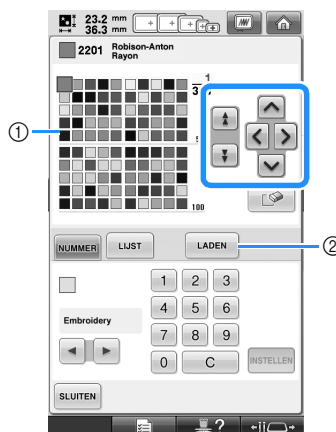 23.2 mm
36.3 mm
2201 Robison-Anton
Rayon
1
3
5
100
①
NUMMER LIJST LADEN
②
1 2 3
Embroidery
4 5 6
7 8 9
0 C INSTELLEN
SLUITEN
?